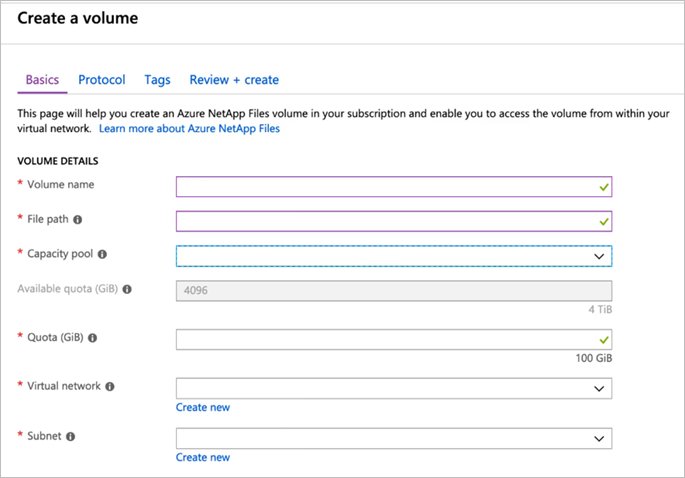 Create a volume
Basics Protocol Tags Review + create
This page will help you create an Azure NetApp Files volume in your subscription and enable you to access the volume from within your
virtual network. Learn more about Azure NetApp Files
VOLUME DETAILS
* Volume name
* File path
* Capacity pool
Available quota (GiB) 4096
4 TiB
* Quota (GiB)
100 GiB
* Virtual network
Create new
* Subnet
Create new